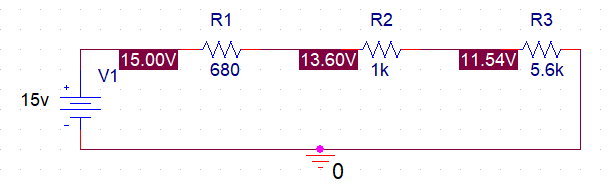 R1 R2 R3
15.00V 13.60V 11.54V
V1 680 1k 5.6k
15v
0